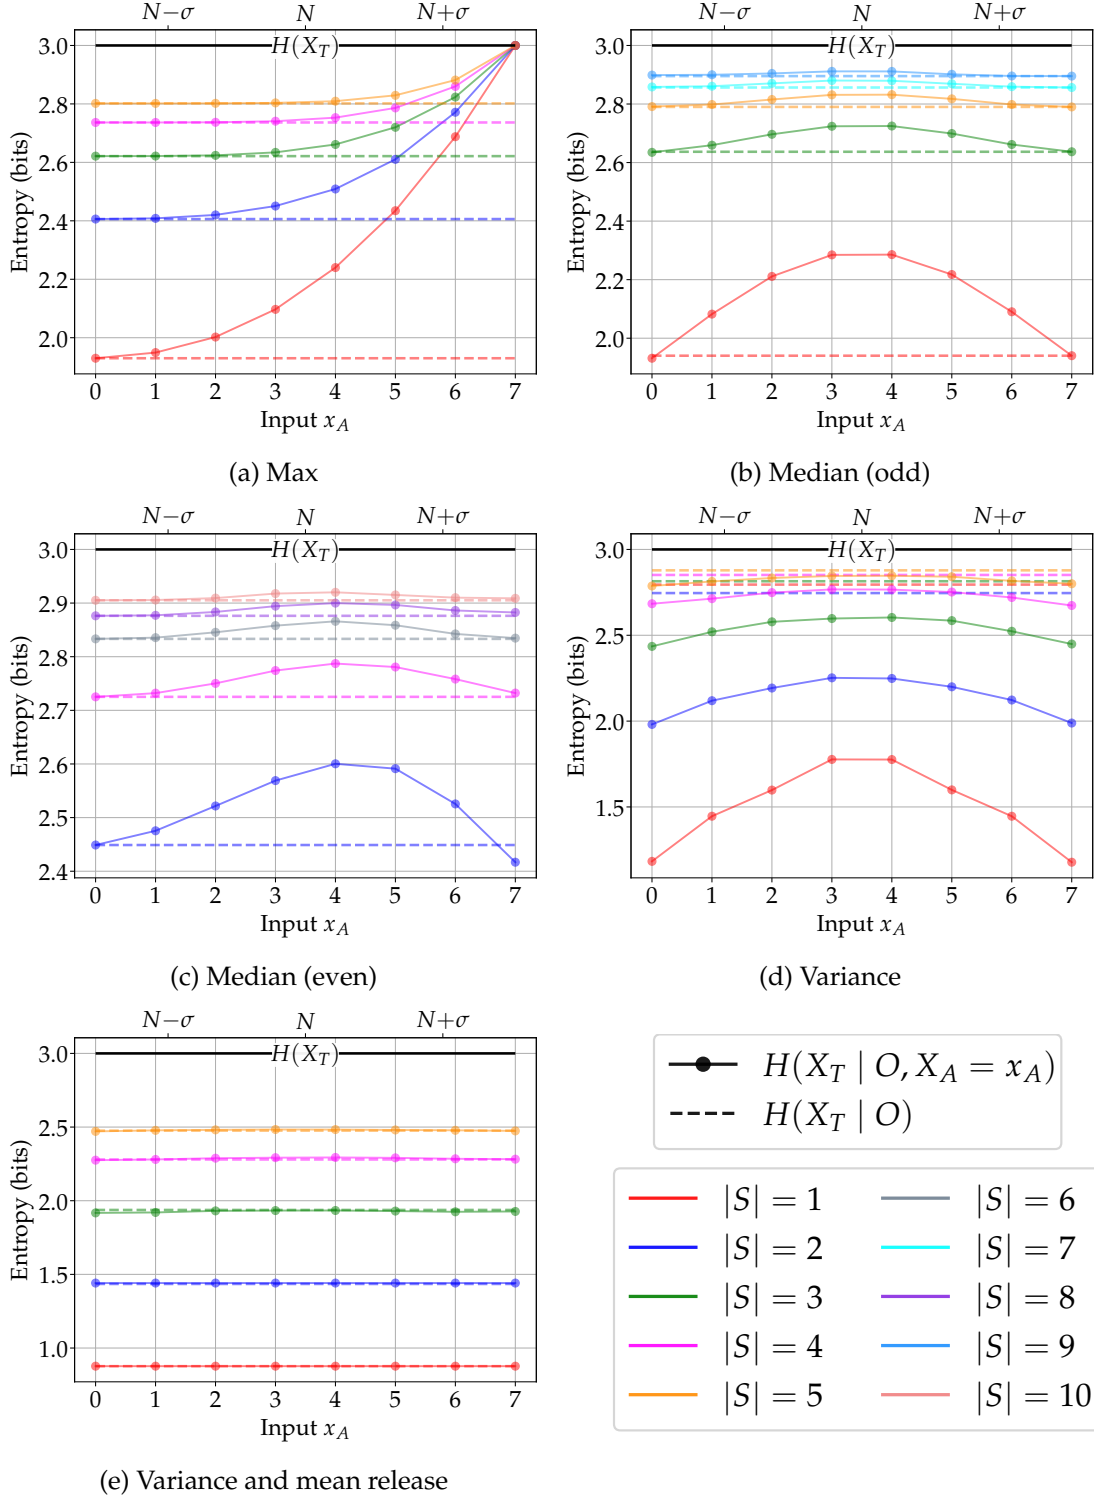 N−σ N N+σ
3.0 H(X_T)
2.8
2.6
2.4
2.2
2.0
Entropy (bits)
0 1 2 3 4 5 6 7
Input x_A
(a) Max
N−σ N N+σ
3.0 H(X_T)
2.8
2.6
2.4
2.2
2.0
Entropy (bits)
0 1 2 3 4 5 6 7
Input x_A
(b) Median (odd)
N−σ N N+σ
3.0 H(X_T)
2.9
2.8
2.7
2.6
2.5
2.4
Entropy (bits)
0 1 2 3 4 5 6 7
Input x_A
(c) Median (even)
N−σ N N+σ
3.0 H(X_T)
2.5
2.0
1.5
Entropy (bits)
0 1 2 3 4 5 6 7
Input x_A
(d) Variance
N−σ N N+σ
3.0 H(X_T)
2.5
2.0
1.5
1.0
Entropy (bits)
0 1 2 3 4 5 6 7
Input x_A
(e) Variance and mean release
H(X_T | O, X_A = x_A)
H(X_T | O)
|S| = 1 |S| = 6
|S| = 2 |S| = 7
|S| = 3 |S| = 8
|S| = 4 |S| = 9
|S| = 5 |S| = 10